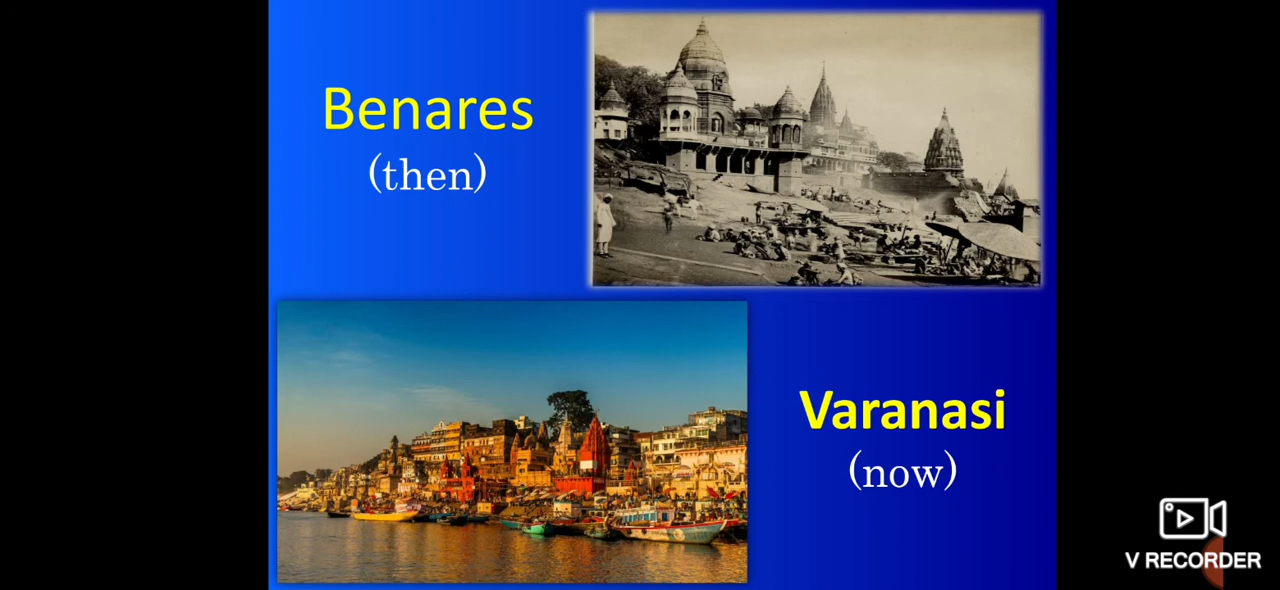 Benares
(then)
Varanasi
(now)
V RECORDER